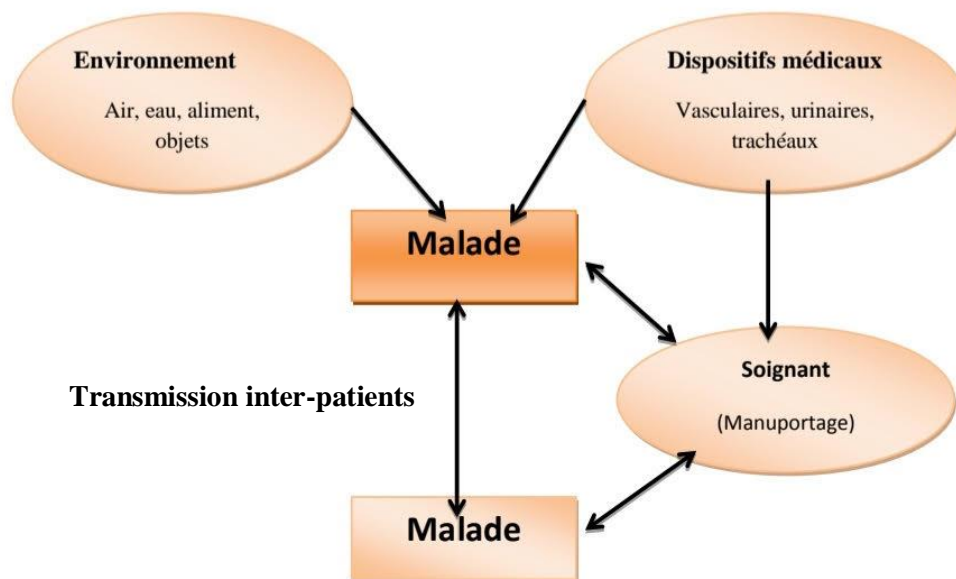 Environnement
Air, eau, aliment,
objets
Dispositifs médicaux
Vasculaires, urinaires,
trachéaux
Malade
Soignant
(Manuportage)
Transmission inter-patients
Malade